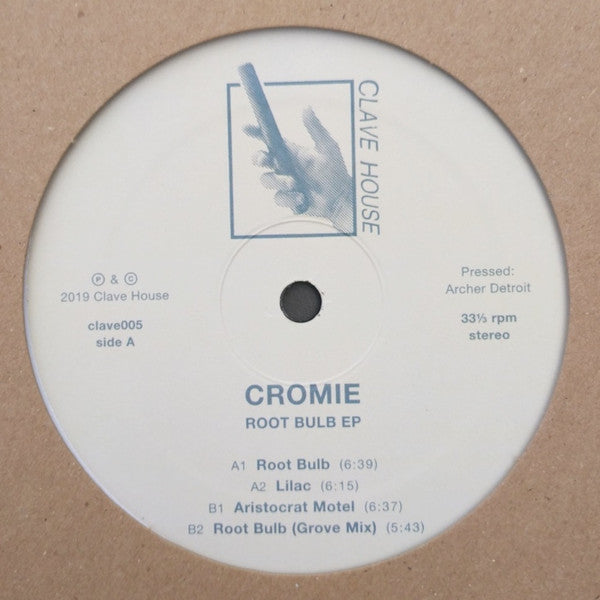 CLAVE HOUSE
℗ & ©
2019 Clave House
clave005
side A
Pressed:
Archer Detroit
33⅓ rpm
stereo
CROMIE
ROOT BULB EP
A1 Root Bulb (6:39)
A2 Lilac (6:15)
B1 Aristocrat Motel (6:37)
B2 Root Bulb (Grove Mix) (5:43)